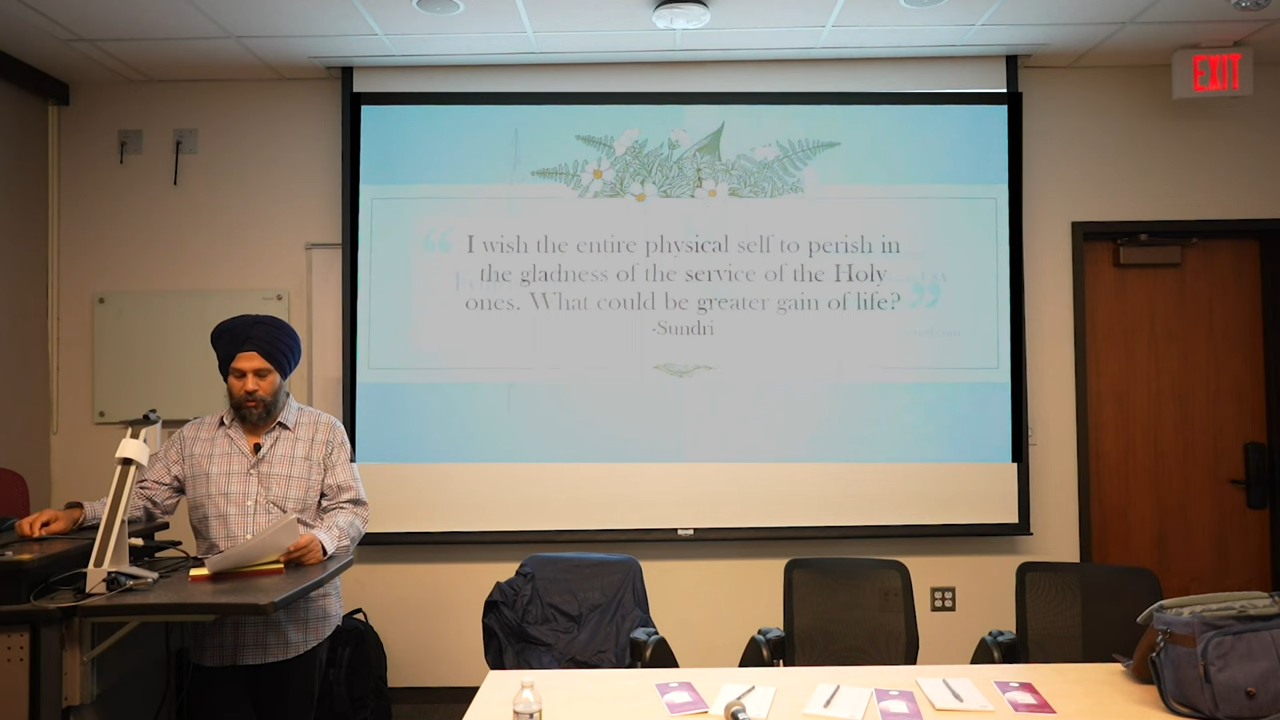 EXIT
“
I wish the entire physical self to perish in
the gladness of the service of the Holy
ones. What could be greater gain of life?
”
-Sundri